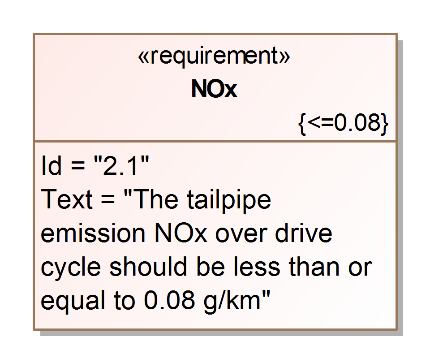 «requirement»
NOx
{<=0.08}
Id = "2.1"
Text = "The tailpipe
emission NOx over drive
cycle should be less than or
equal to 0.08 g/km"